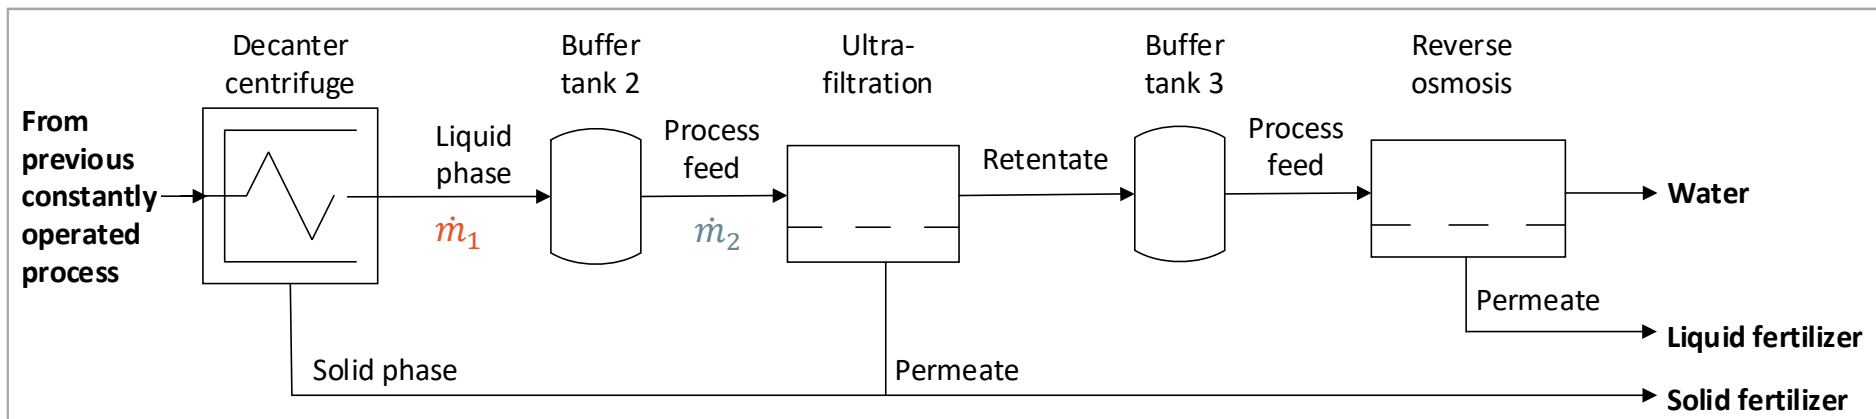 Decanter
centrifuge
Buffer
tank 2
Ultra-
filtration
Buffer
tank 3
Reverse
osmosis
From
previous
constantly
operated
process
Liquid
phase
ṁ₁
Process
feed
ṁ₂
Retentate
Process
feed
Water
Permeate
Liquid fertilizer
Solid phase
Permeate
Solid fertilizer